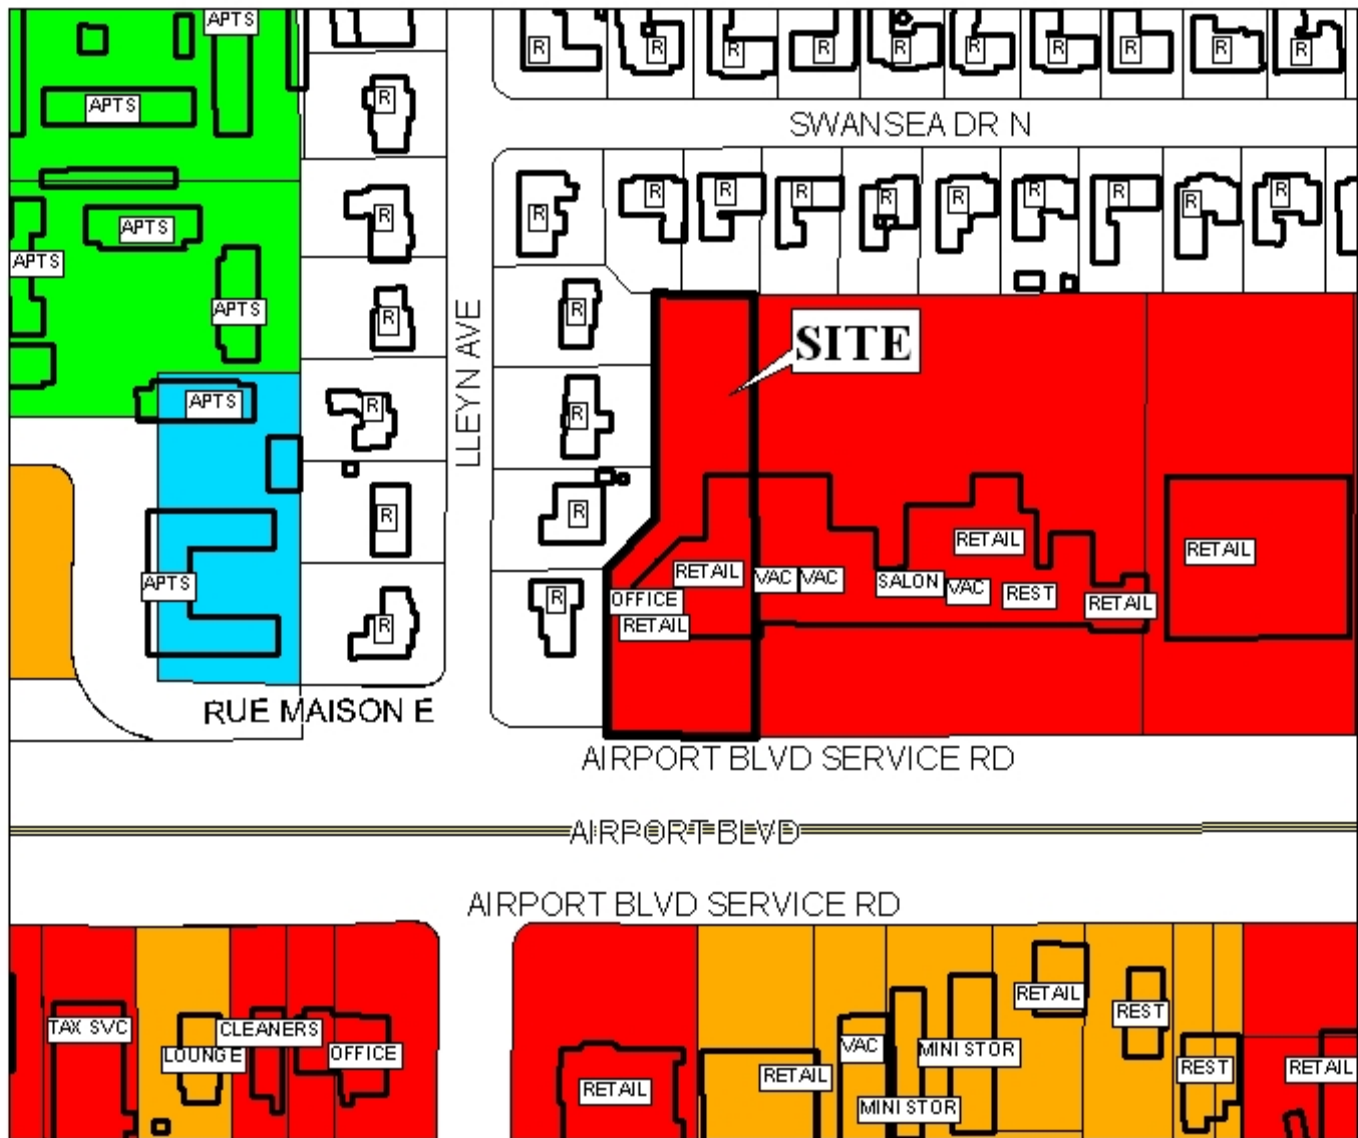 APTS
R
R
R
R
R
R
R
R
R
R
APTS
R
SWANSEA DR N
R
R
R
R
R
R
R
R
R
R
R
APTS
APTS
APTS
R
R
LLEYN AVE
SITE
APTS
R
R
R
R
APTS
RETAIL
RETAIL
RETAIL
VAC
VAC
SALON
VAC
REST
RETAIL
OFFICE
RETAIL
R
R
RUE MAISON E
AIRPORT BLVD SERVICE RD
AIRPORT BLVD
AIRPORT BLVD SERVICE RD
TAX SVC
CLEANERS
LOUNGE
OFFICE
RETAIL
RETAIL
VAC
MINI STOR
MINI STOR
RETAIL
REST
REST
RETAIL